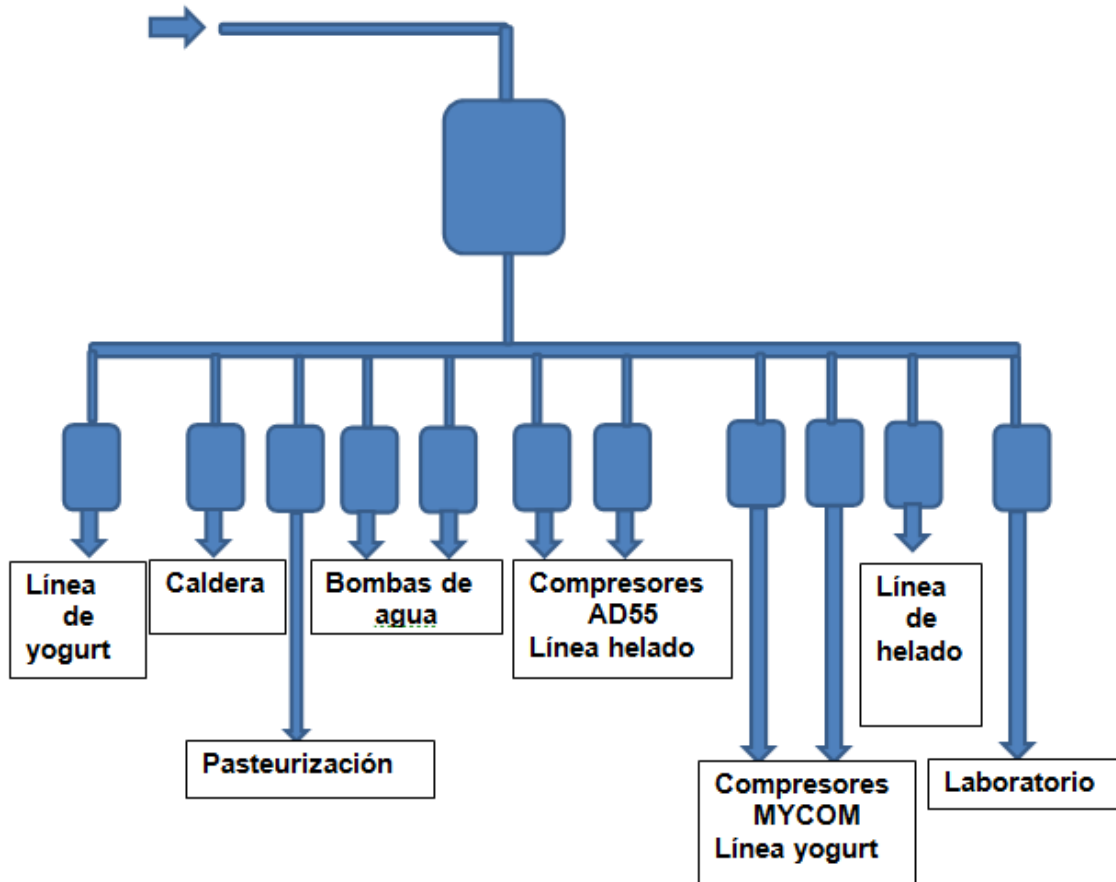 Línea
de
yogurt
Caldera
Bombas de
agua
Compresores
AD55
Línea helado
Línea
de
helado
Pasteurización
Compresores
MYCOM
Línea yogurt
Laboratorio